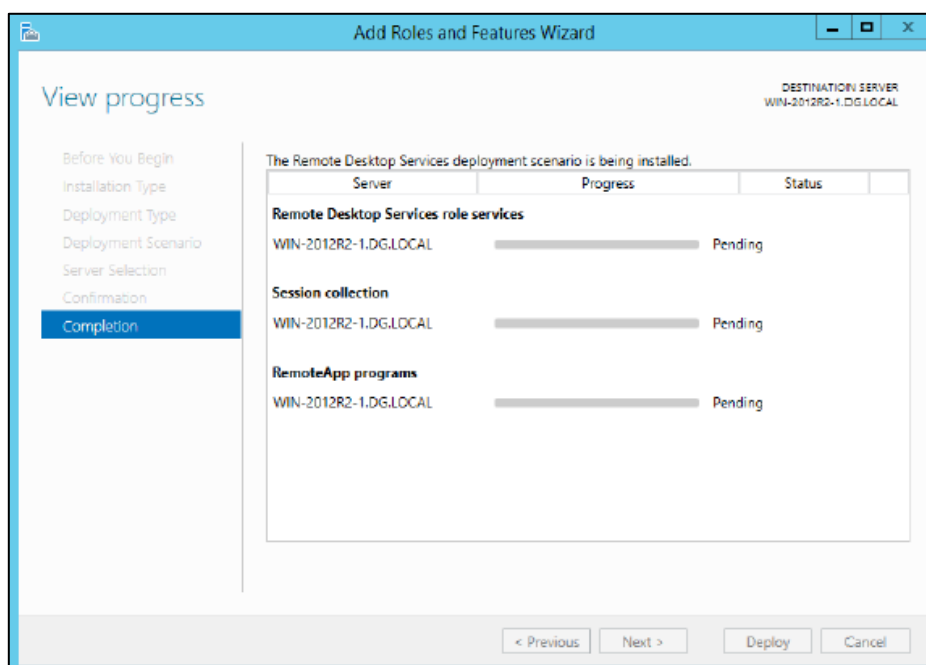 Add Roles and Features Wizard
View progress
DESTINATION SERVER
WIN-2012R2-1.DG.LOCAL
Before You Begin
Installation Type
Deployment Type
Deployment Scenario
Server Selection
Confirmation
Completion
The Remote Desktop Services deployment scenario is being installed.
Server Progress Status
Remote Desktop Services role services
WIN-2012R2-1.DG.LOCAL Pending
Session collection
WIN-2012R2-1.DG.LOCAL Pending
RemoteApp programs
WIN-2012R2-1.DG.LOCAL Pending
< Previous Next > Deploy Cancel